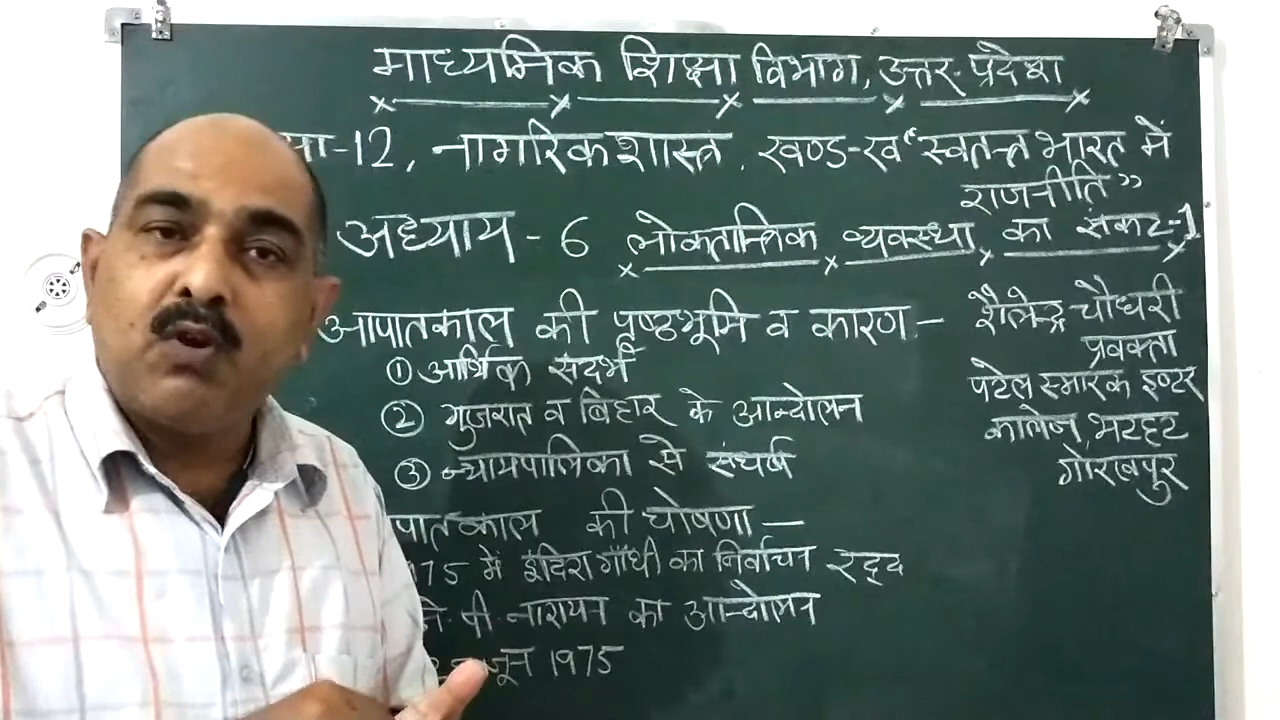 माध्यमिक शिक्षा विभाग, उत्तर-प्रदेश
-12, नागरिकशास्त्र, खण्ड-ख "स्वतन्त्र भारत में
राजनीति"
अध्याय - 6 लोकतान्त्रिक व्यवस्था का संकट-1
आपातकाल की पृष्ठभूमि व कारण —
① आर्थिक संदर्भ
② गुजरात व बिहार के आन्दोलन
③ न्यायपालिका से संघर्ष
पातकाल की घोषणा —
75 में इंदिरा गाँधी का निर्वाचन रद्द
पी. नारायन का आन्दोलन
जून 1975
शैलेन्द्र चौधरी
प्रवक्ता
पटेल स्मारक इण्टर
कालेज, भटहट
गोरखपुर